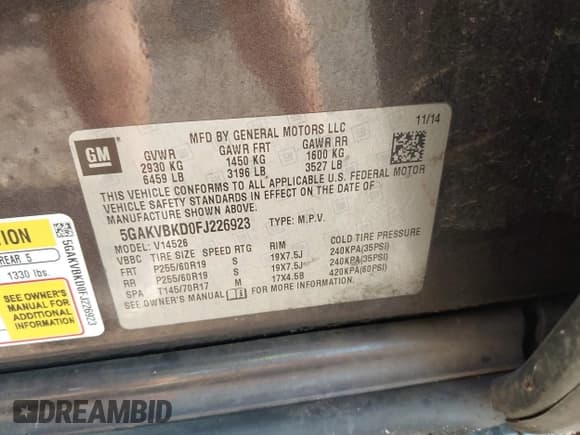 11/14
MFD BY GENERAL MOTORS LLC
GM
GVWR GAWR FRT GAWR RR
2930 KG 1450 KG 1600 KG
6459 LB 3196 LB 3527 LB
THIS VEHICLE CONFORMS TO ALL APPLICABLE U.S. FEDERAL MOTOR
VEHICLE SAFETY STANDARDS IN EFFECT ON THE DATE OF
MANUFACTURE SHOWN ABOVE.
5GAKVBKD0FJ226923 TYPE: M.P.V.
MODEL: V14526
VBBC TIRE SIZE SPEED RTG RIM COLD TIRE PRESSURE
FRT P255/60R19 S 19X7.5J 240KPA(35PSI)
RR P255/60R19 S 19X7.5J 240KPA(35PSI)
SPA T145/70R17 M 17X4.5B 420KPA(60PSI)
SEE OWNER'S MANUAL FOR MORE INFORMATION.
TION
REAR 5
1330 lbs.
SEE OWNER'S
MANUAL FOR
ADDITIONAL
INFORMATION
5GAKVBKD0FJ226923
DREAMBID